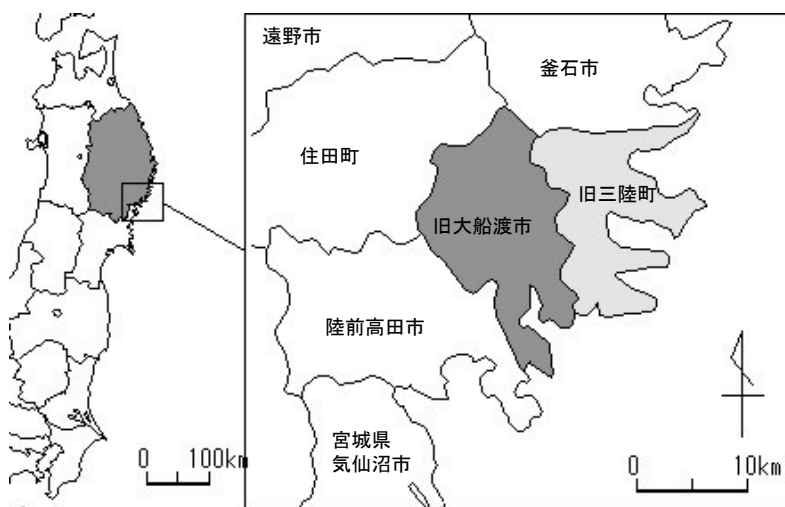 遠野市
釜石市
住田町
旧三陸町
旧大船渡市
陸前高田市
宮城県
気仙沼市
0 100km
0 10km